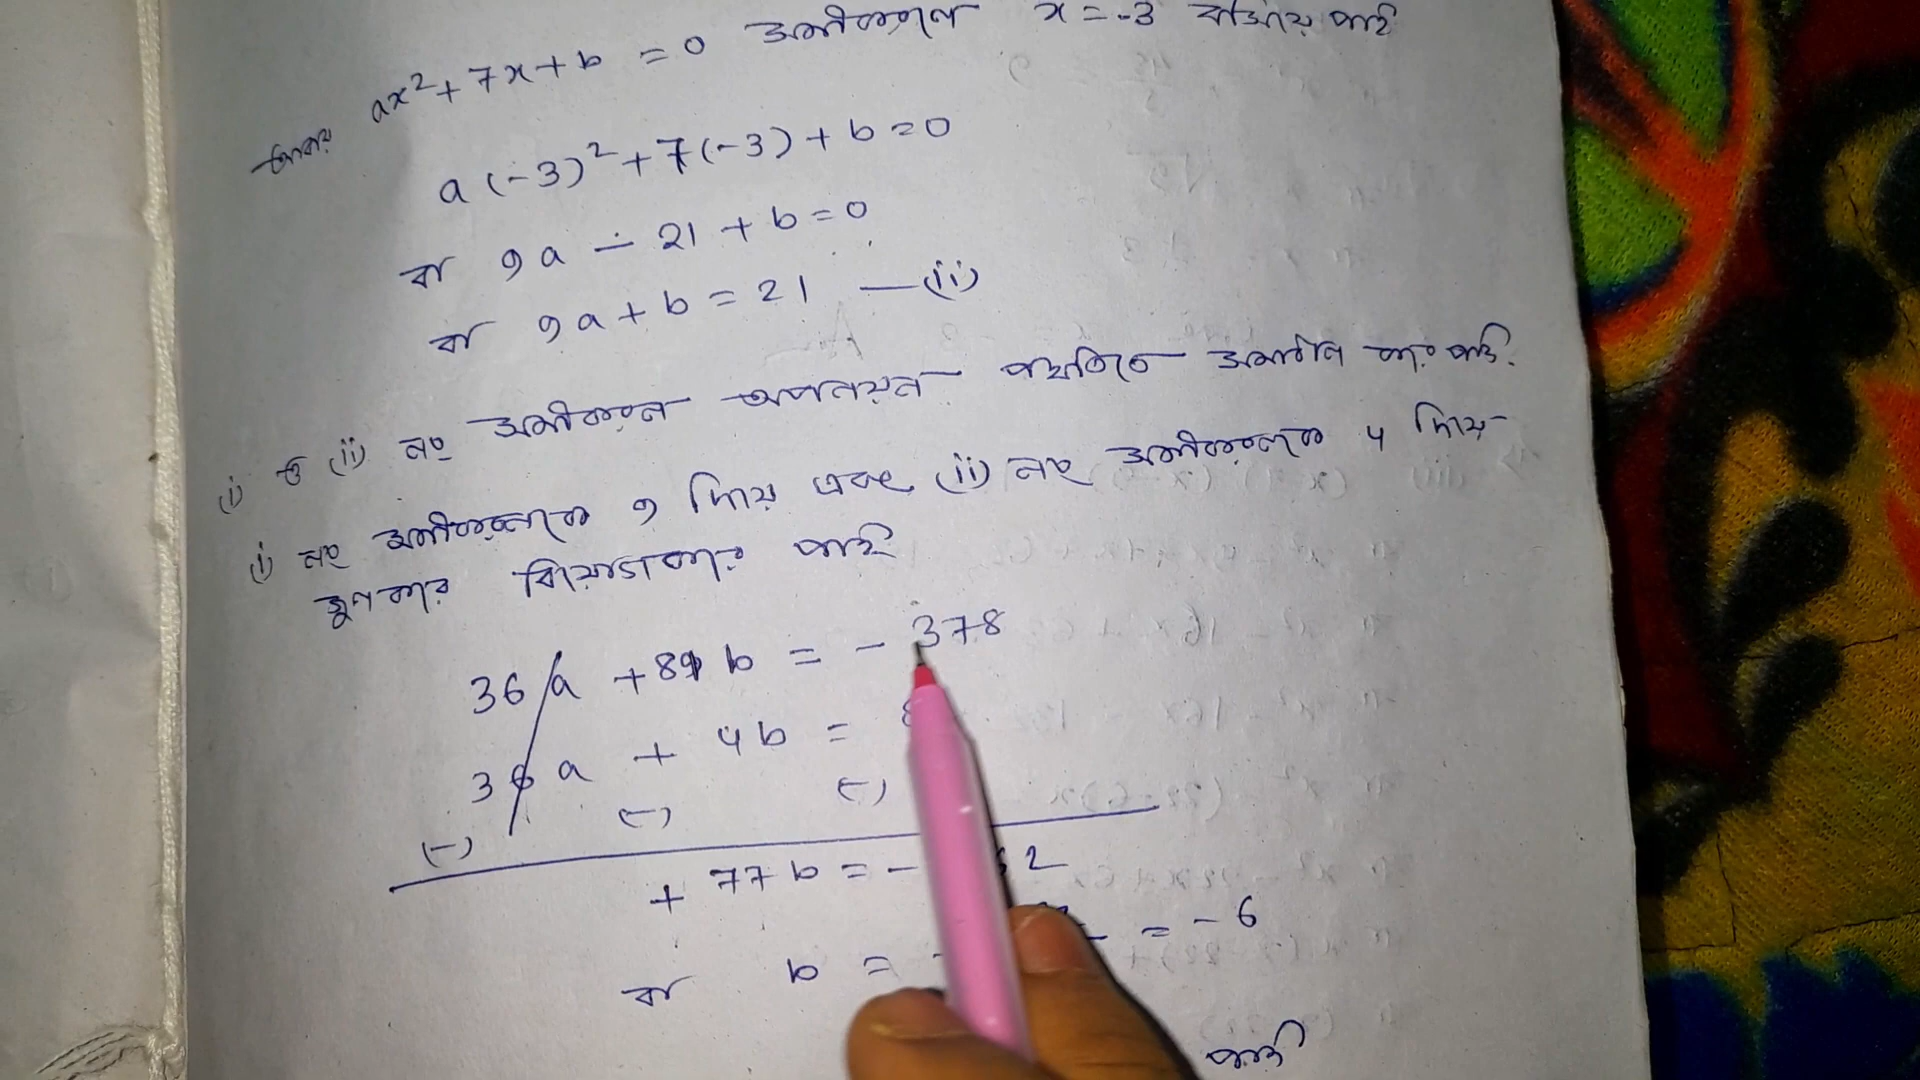 আবার ax² + 7x + b = 0 সমীকরণে x = -3 বসিয়ে পাই
a(-3)² + 7(-3) + b = 0
বা 9a - 21 + b = 0
বা 9a + b = 21 —(ii)
(i) ও (ii) নং সমীকরণ অপনয়ন পদ্ধতিতে সমাধান করে পাই.
(i) নং সমীকরণকে 9 দিয়ে এবং (ii) নং সমীকরণকে 4 দিয়ে
গুণ করে বিয়োগ করে পাই
36a + 81b = - 378
36a + 4b = 8
(-) (-) (-)
+ 77b = - 2
বা b = - = - 6
পাই